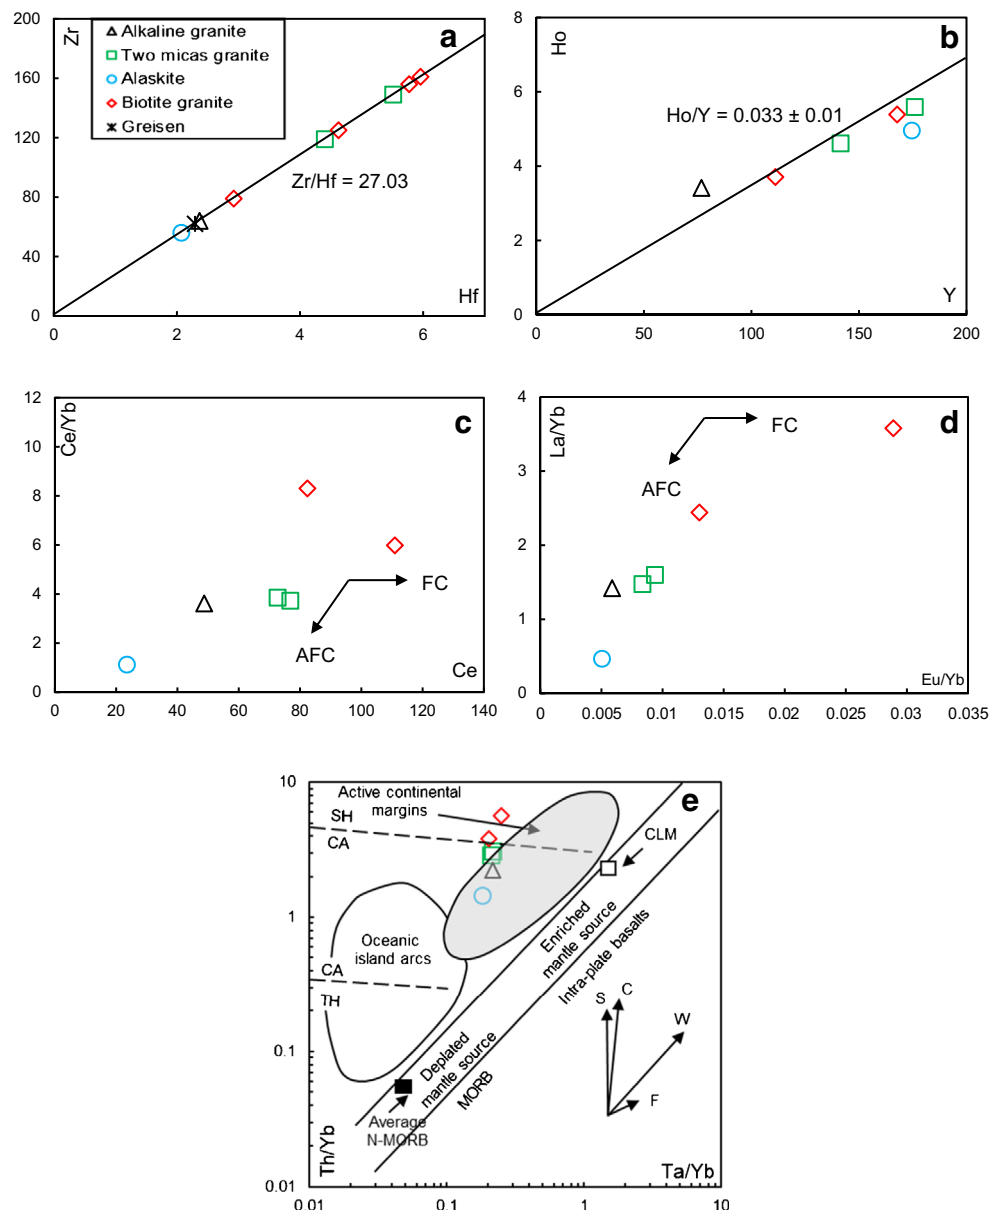 a
Zr
200
160
120
80
40
0
Alkaline granite
Two micas granite
Alaskite
Biotite granite
Greisen
Zr/Hf = 27.03
Hf
0 2 4 6
b
Ho
8
6
4
2
0
Ho/Y = 0.033 ± 0.01
Y
0 50 100 150 200
c
Ce/Yb
12
10
8
6
4
2
0
FC
AFC
Ce
0 20 40 60 80 100 120 140
d
La/Yb
4
3
2
1
0
FC
AFC
Eu/Yb
0 0.005 0.01 0.015 0.02 0.025 0.03 0.035
e
10
1
0.1
0.01
Active continental
margins
SH
CA
CLM
Oceanic
island arcs
CA
TH
Enriched
mantle source
Intra-plate basalts
Deplated
mantle source
MORB
S
C
W
F
Average
N-MORB
Th/Yb
Ta/Yb
0.01 0.1 1 10